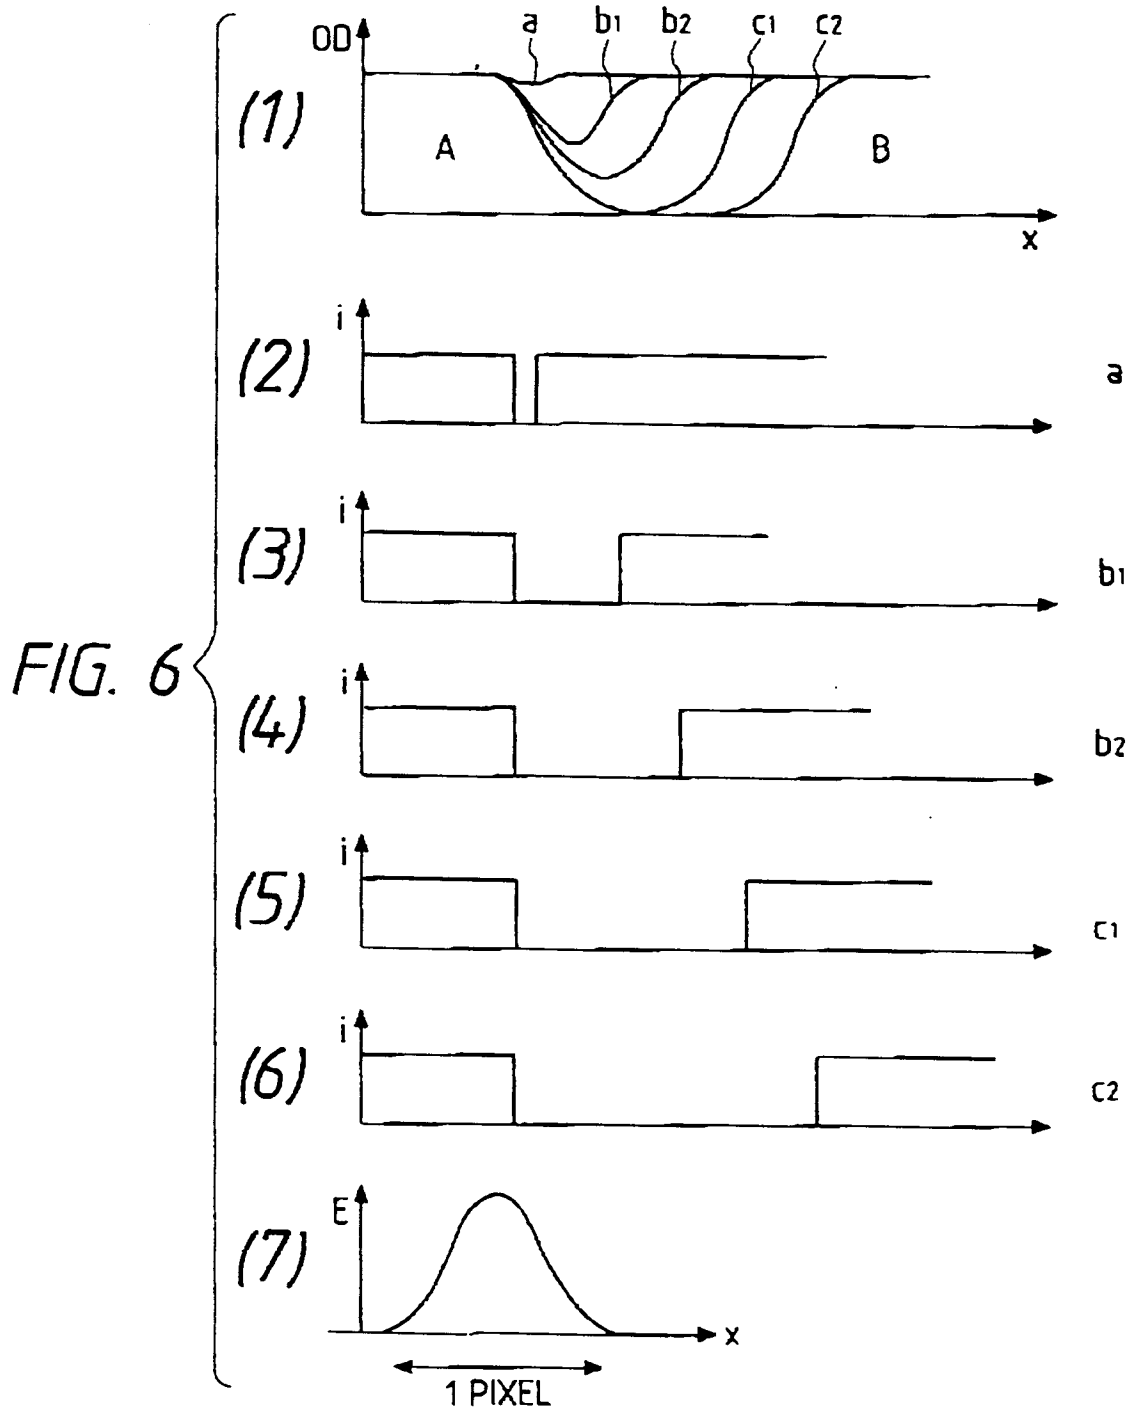 a b1 b2 c1 c2
OD
(1)
A B
x
i
(2) a
i
(3) b1
FIG. 6
i
(4) b2
i
(5) c1
i
(6) c2
E
(7)
x
1 PIXEL